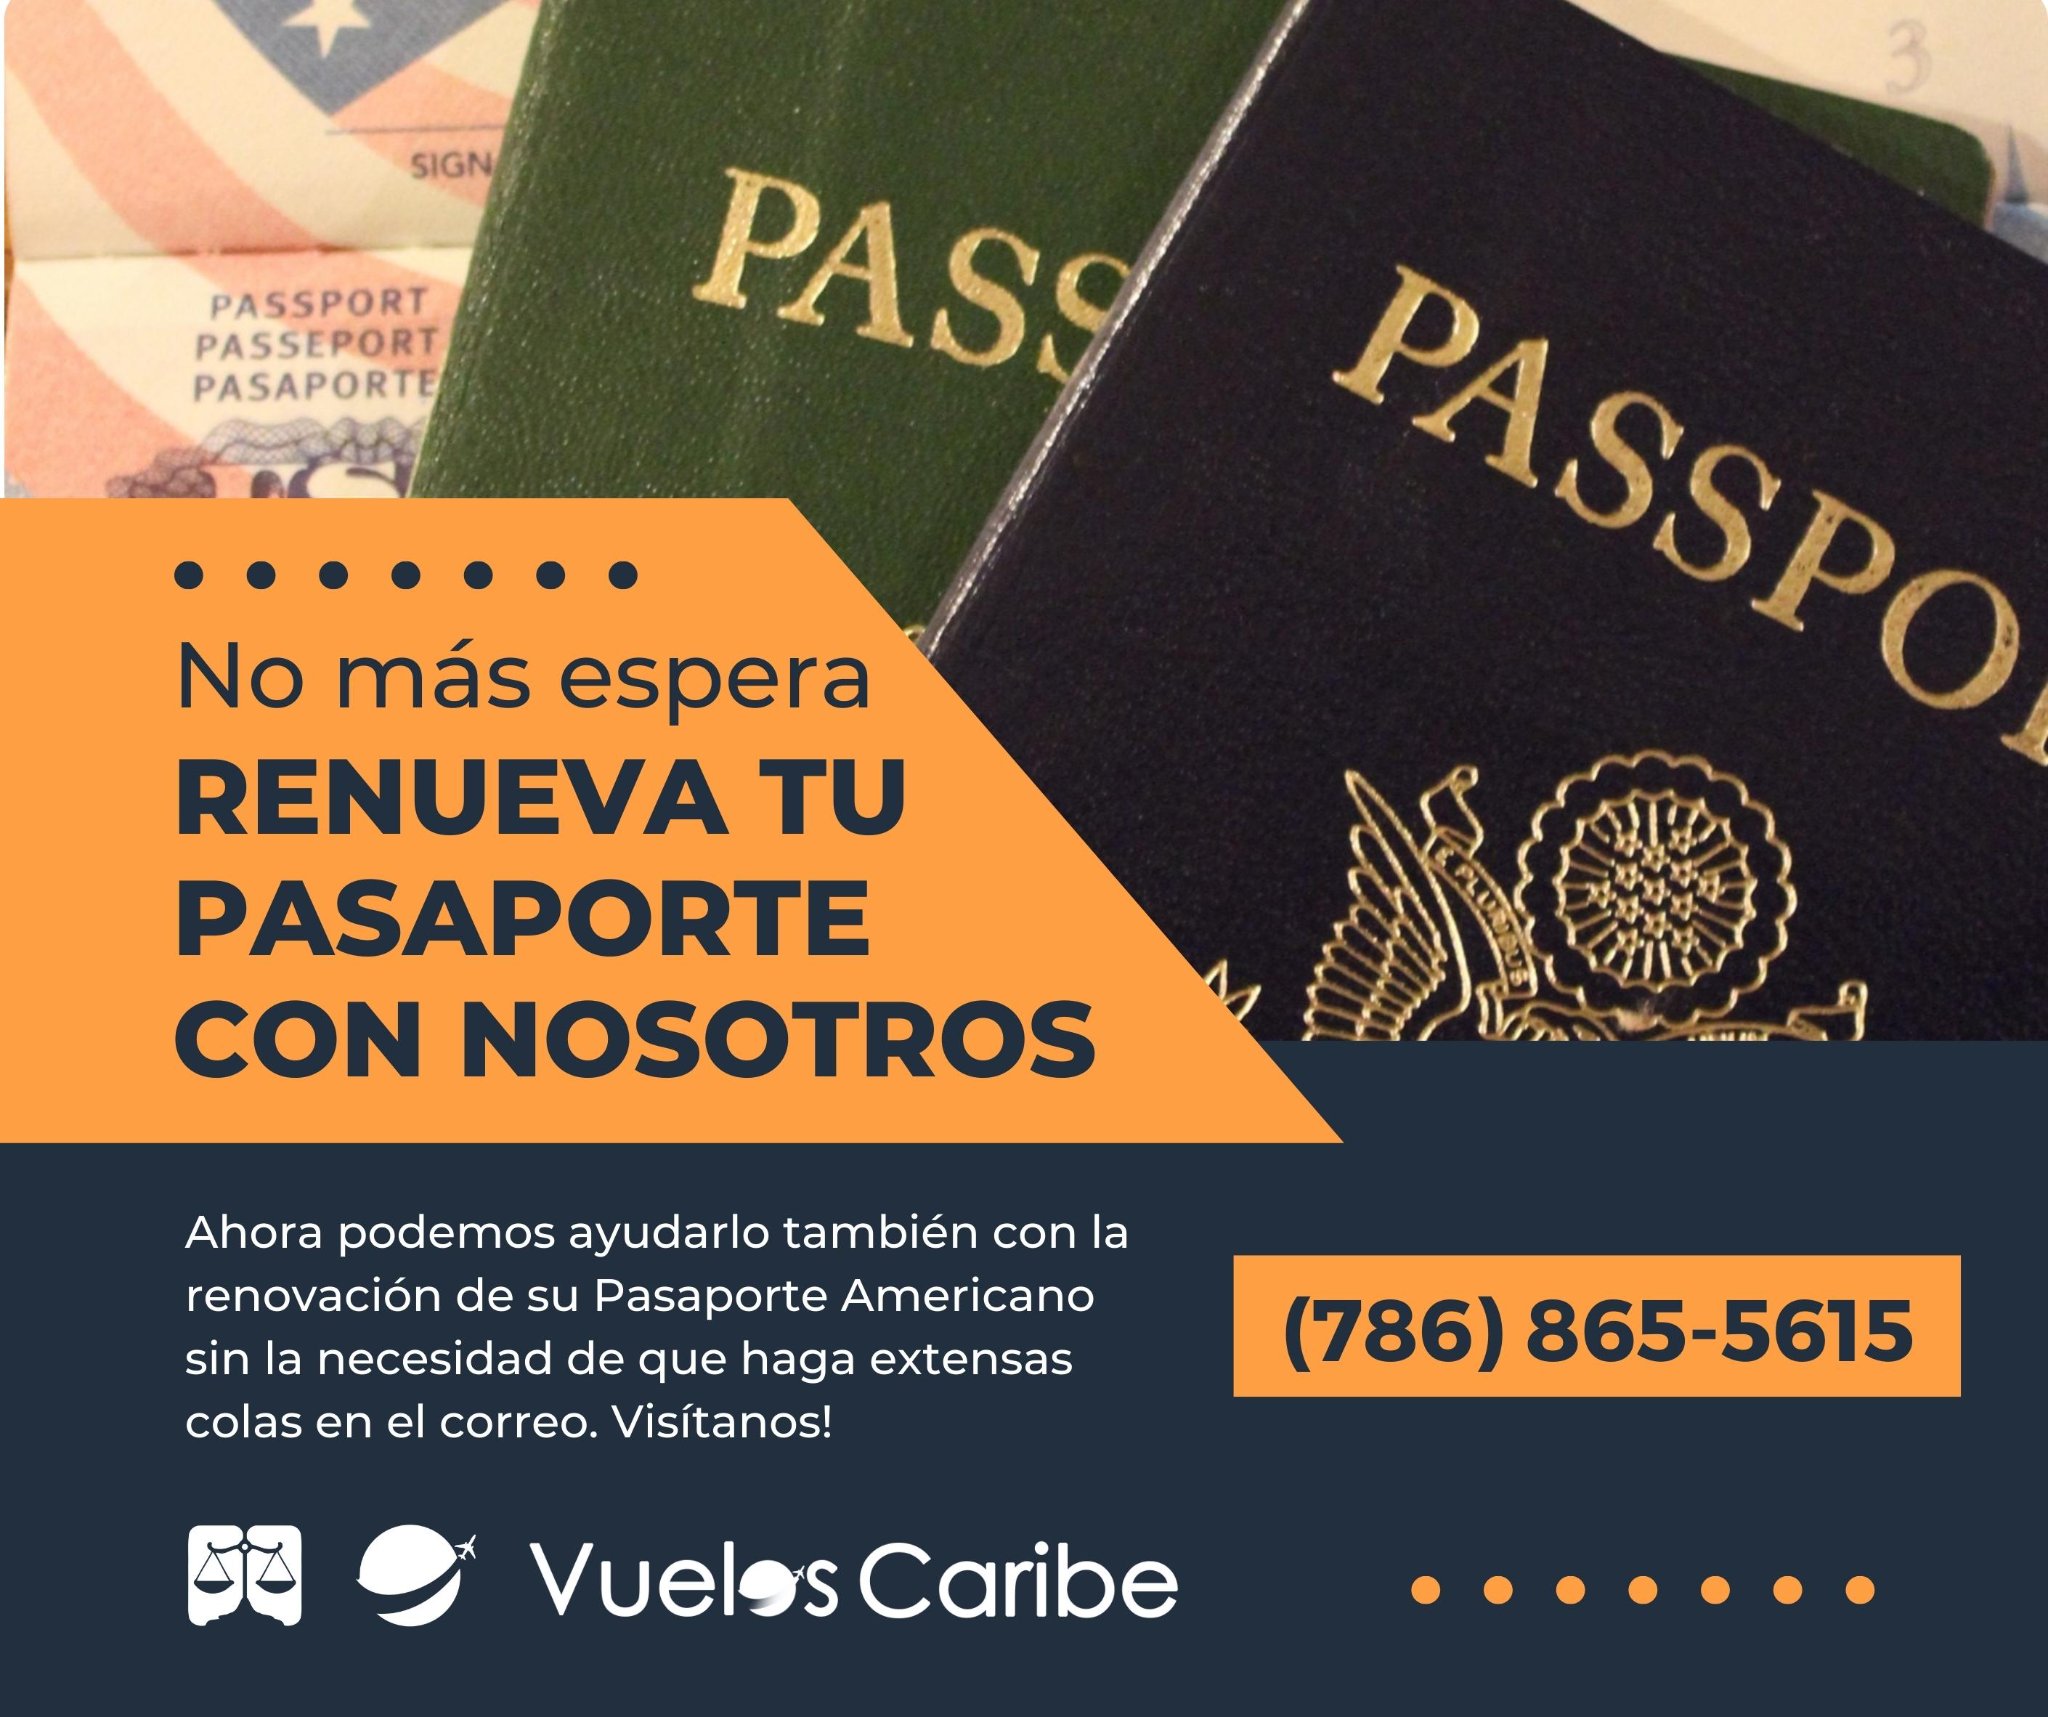 3
SIGN
PASSPORT
PASSEPORT
PASAPORTE
PASS
PASSPO
E PLURIBUS
No más espera
RENUEVA TU
PASAPORTE
CON NOSOTROS
Ahora podemos ayudarlo también con la
renovación de su Pasaporte Americano
sin la necesidad de que haga extensas
colas en el correo. Visítanos!
(786) 865-5615
Vuelos Caribe